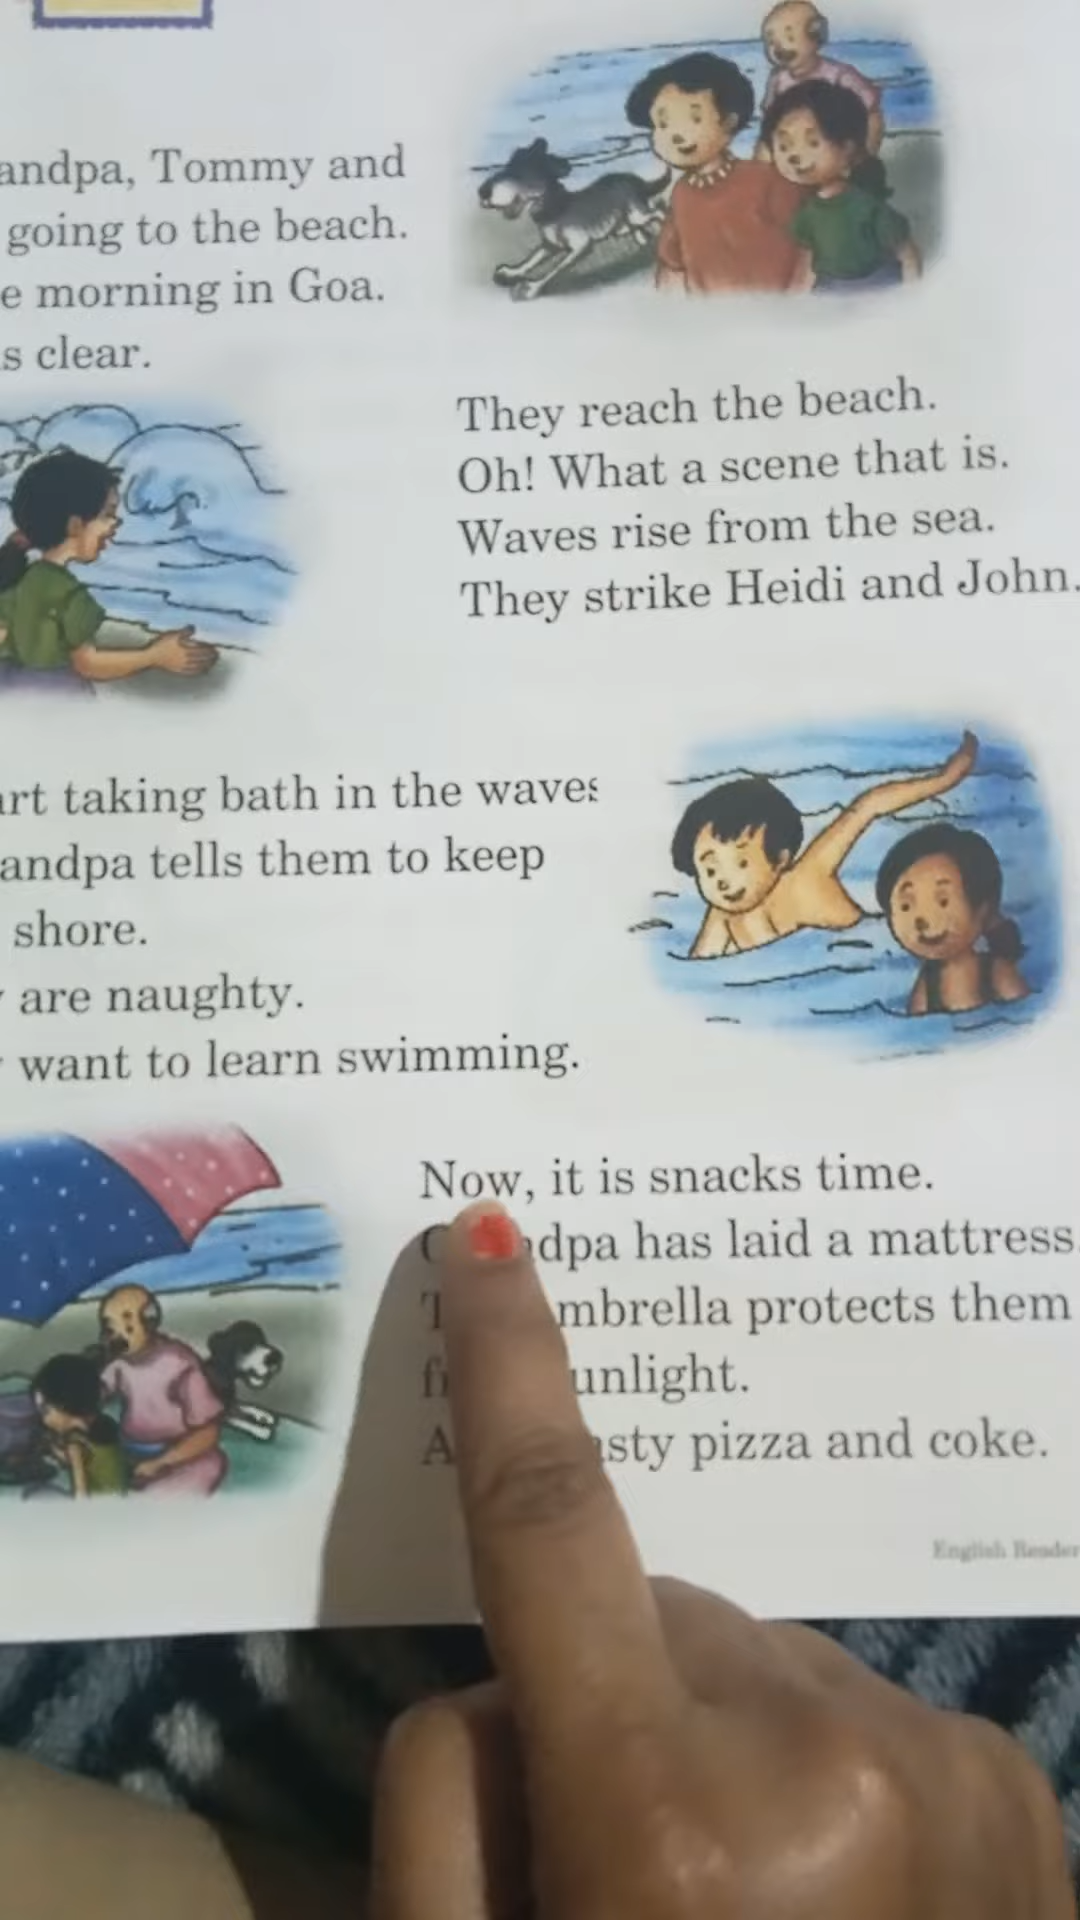 andpa, Tommy and
going to the beach.
e morning in Goa.
s clear.
They reach the beach.
Oh! What a scene that is.
Waves rise from the sea.
They strike Heidi and John.
rt taking bath in the waves
andpa tells them to keep
shore.
are naughty.
want to learn swimming.
Now, it is snacks time.
dpa has laid a mattress.
mbrella protects them
unlight.
sty pizza and coke.
English Reader